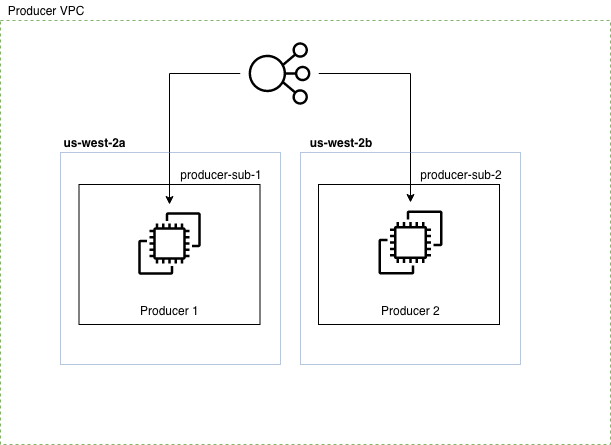 Producer VPC
us-west-2a
us-west-2b
producer-sub-1
producer-sub-2
Producer 1
Producer 2